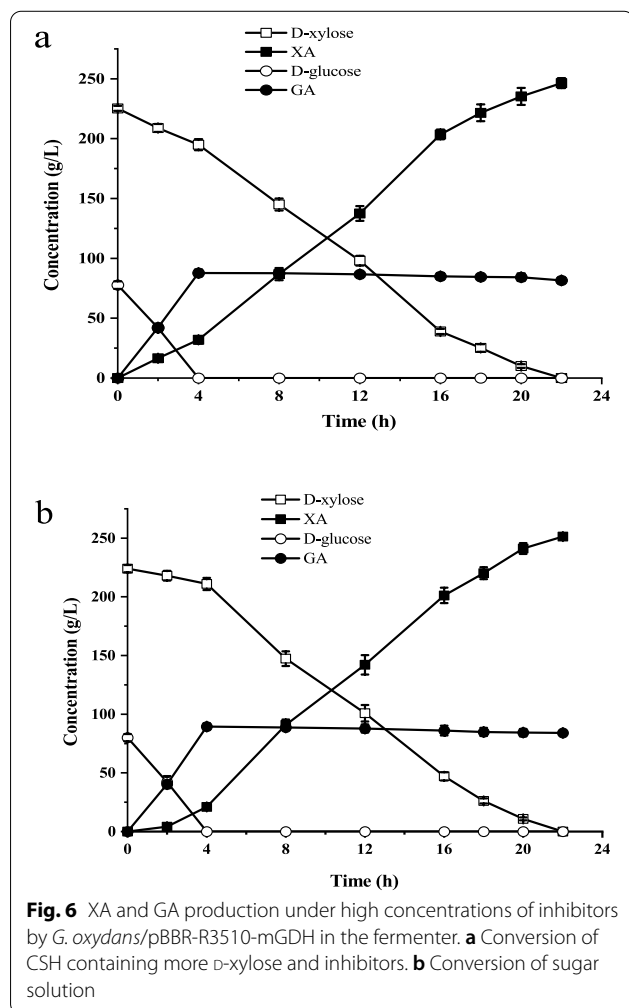 a
D-xylose
XA
D-glucose
GA
250
200
150
100
50
0
Concentration (g/L)
0 4 8 12 16 20 24
Time (h)
b
D-xylose
XA
D-glucose
GA
250
200
150
100
50
0
Concentration (g/L)
0 4 8 12 16 20 24
Time (h)
Fig. 6 XA and GA production under high concentrations of inhibitors
by G. oxydans/pBBR-R3510-mGDH in the fermenter. a Conversion of
CSH containing more D-xylose and inhibitors. b Conversion of sugar
solution